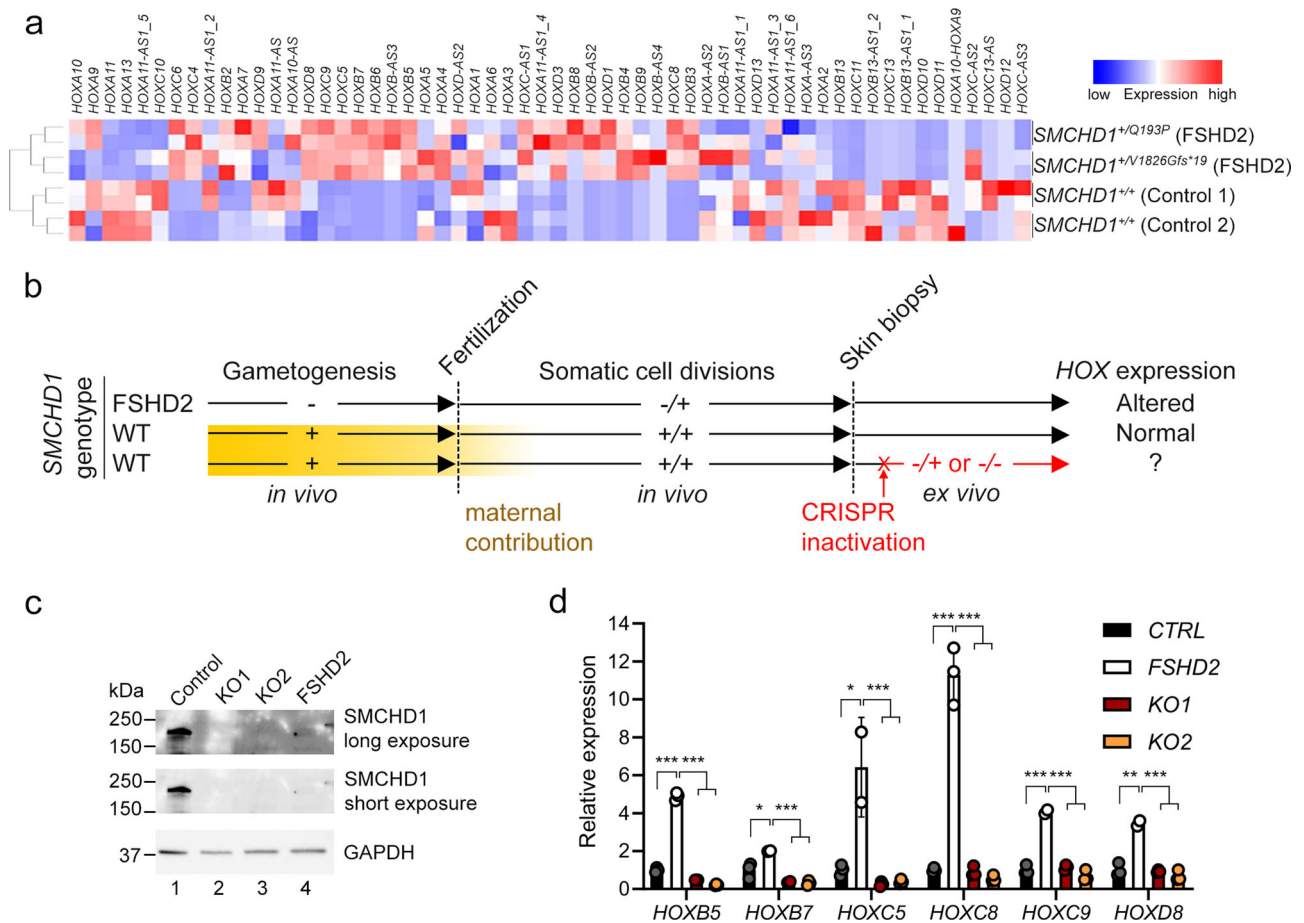 a
HOXA10
HOXA9
HOXA11
HOXA13
HOXA11-AS1_5
HOXC10
HOXC6
HOXC4
HOXA11-AS1_2
HOXB2
HOXA7
HOXD9
HOXA11-AS
HOXA10-AS
HOXD8
HOXC9
HOXC5
HOXB7
HOXB6
HOXB-AS3
HOXB5
HOXA5
HOXA4
HOXD-AS2
HOXA1
HOXA6
HOXA3
HOXC-AS1
HOXA11-AS1_4
HOXD3
HOXB8
HOXB-AS2
HOXD1
HOXB4
HOXB9
HOXB-AS4
HOXC8
HOXB3
HOXA-AS2
HOXB-AS1
HOXA11-AS1_1
HOXD13
HOXA11-AS1_3
HOXA11-AS1_6
HOXA-AS3
HOXA2
HOXB13
HOXC11
HOXB13-AS1_2
HOXC13
HOXB13-AS1_1
HOXD10
HOXD11
HOXA10-HOXA9
HOXC-AS2
HOXC13-AS
HOXD12
HOXC-AS3
low Expression high
SMCHD1+/Q193P (FSHD2)
SMCHD1+/V1826Gfs*19 (FSHD2)
SMCHD1+/+ (Control 1)
SMCHD1+/+ (Control 2)
b
Fertilization
Skin biopsy
SMCHD1
genotype
Gametogenesis Somatic cell divisions HOX expression
FSHD2 - -/+ Altered
WT + +/+ Normal
WT + +/+ X -/+ or -/- ?
in vivo in vivo ex vivo
maternal
contribution
CRISPR
inactivation
c
kDa Control KO1 KO2 FSHD2
250
150
SMCHD1
long exposure
250
150
SMCHD1
short exposure
37 GAPDH
1 2 3 4
d
Relative expression
14
12
10
8
6
4
2
0
*** ***
* ***
* ***
*** ***
*** ***
** ***
CTRL
FSHD2
KO1
KO2
HOXB5 HOXB7 HOXC5 HOXC8 HOXC9 HOXD8